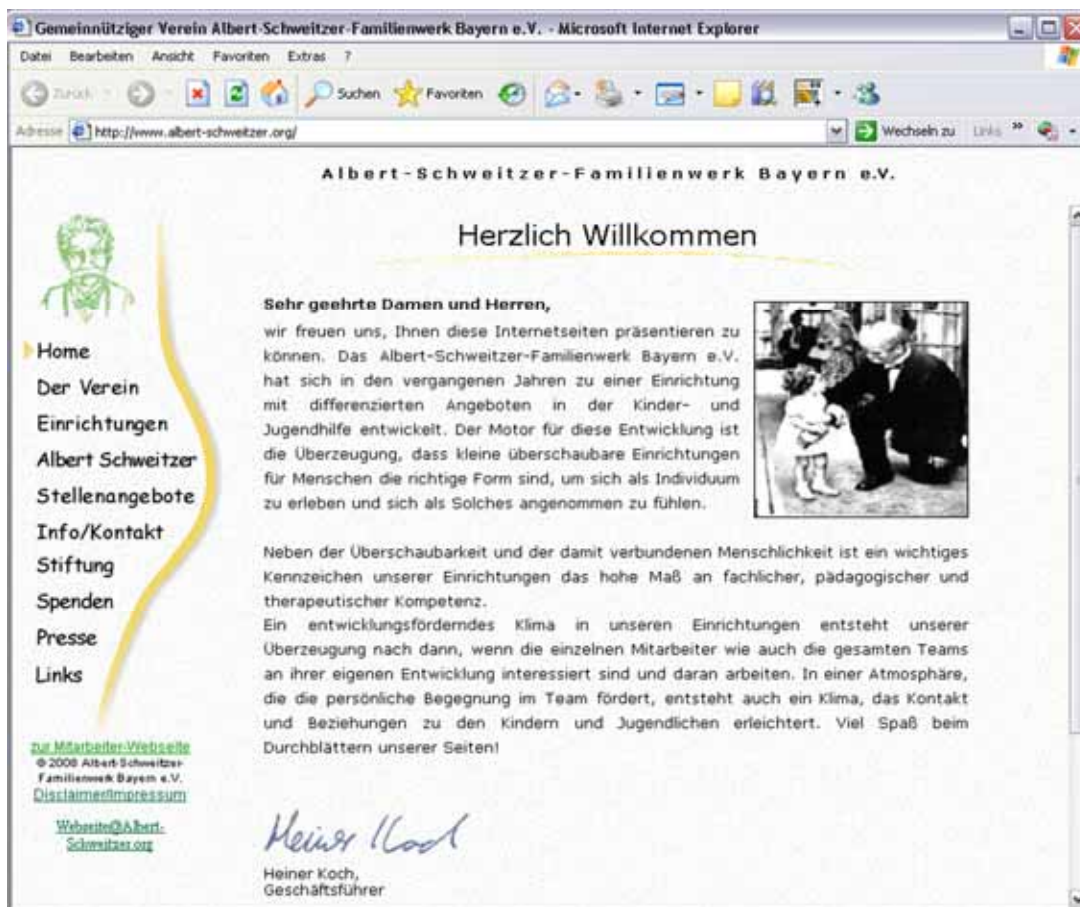 Gemeinnütziger Verein Albert-Schweitzer-Familienwerk Bayern e.V. - Microsoft Internet Explorer
Datei Bearbeiten Ansicht Favoriten Extras ?
Zurück Suchen Favoriten
Adresse http://www.albert-schweitzer.org/ Wechseln zu Links »
Albert-Schweitzer-Familienwerk Bayern e.V.
Herzlich Willkommen
Home
Der Verein
Einrichtungen
Albert Schweitzer
Stellenangebote
Info/Kontakt
Stiftung
Spenden
Presse
Links
zur Mitarbeiter-Webseite
© 2008 Albert-Schweitzer-
Familienwerk Bayern e.V.
Disclaimer/Impressum
Webseite@Albert-
Schweitzer.org
Sehr geehrte Damen und Herren,
wir freuen uns, Ihnen diese Internetseiten präsentieren zu
können. Das Albert-Schweitzer-Familienwerk Bayern e.V.
hat sich in den vergangenen Jahren zu einer Einrichtung
mit differenzierten Angeboten in der Kinder- und
Jugendhilfe entwickelt. Der Motor für diese Entwicklung ist
die Überzeugung, dass kleine überschaubare Einrichtungen
für Menschen die richtige Form sind, um sich als Individuum
zu erleben und sich als Solches angenommen zu fühlen.
Neben der Überschaubarkeit und der damit verbundenen Menschlichkeit ist ein wichtiges
Kennzeichen unserer Einrichtungen das hohe Maß an fachlicher, pädagogischer und
therapeutischer Kompetenz.
Ein entwicklungsförderndes Klima in unseren Einrichtungen entsteht unserer
Überzeugung nach dann, wenn die einzelnen Mitarbeiter wie auch die gesamten Teams
an ihrer eigenen Entwicklung interessiert sind und daran arbeiten. In einer Atmosphäre,
die die persönliche Begegnung im Team fördert, entsteht auch ein Klima, das Kontakt
und Beziehungen zu den Kindern und Jugendlichen erleichtert. Viel Spaß beim
Durchblättern unserer Seiten!
Heiner Koch
Heiner Koch,
Geschäftsführer